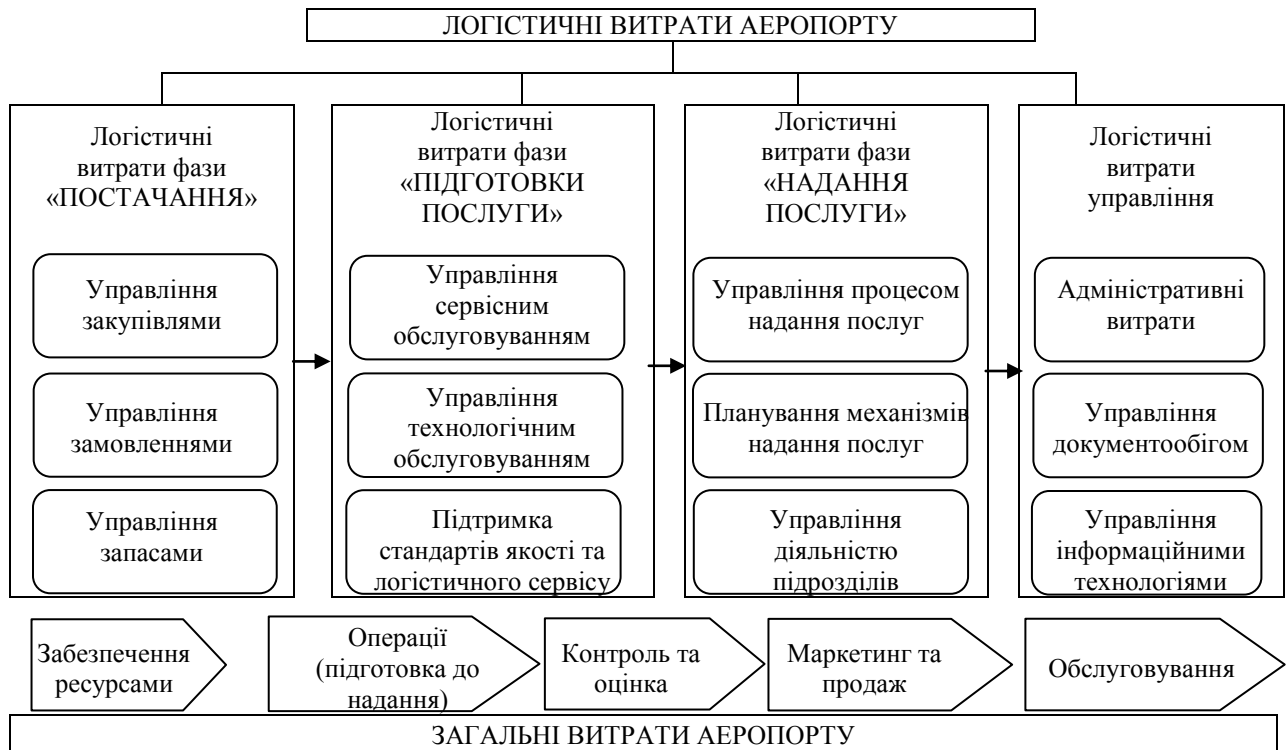 ЛОГІСТИЧНІ ВИТРАТИ АЕРОПОРТУ
Логістичні
витрати фази
«ПОСТАЧАННЯ»
Управління
закупівлями
Управління
замовленнями
Управління
запасами
Логістичні
витрати фази
«ПІДГОТОВКИ
ПОСЛУГИ»
Управління
сервісним
обслуговуванням
Управління
технологічним
обслуговуванням
Підтримка
стандартів якості та
логістичного сервісу
Логістичні
витрати фази
«НАДАННЯ
ПОСЛУГИ»
Управління процесом
надання послуг
Планування механізмів
надання послуг
Управління
діяльністю
підрозділів
Логістичні
витрати
управління
Адміністративні
витрати
Управління
документообігом
Управління
інформаційними
технологіями
Забезпечення
ресурсами
Операції
(підготовка до
надання)
Контроль та
оцінка
Маркетинг та
продаж
Обслуговування
ЗАГАЛЬНІ ВИТРАТИ АЕРОПОРТУ